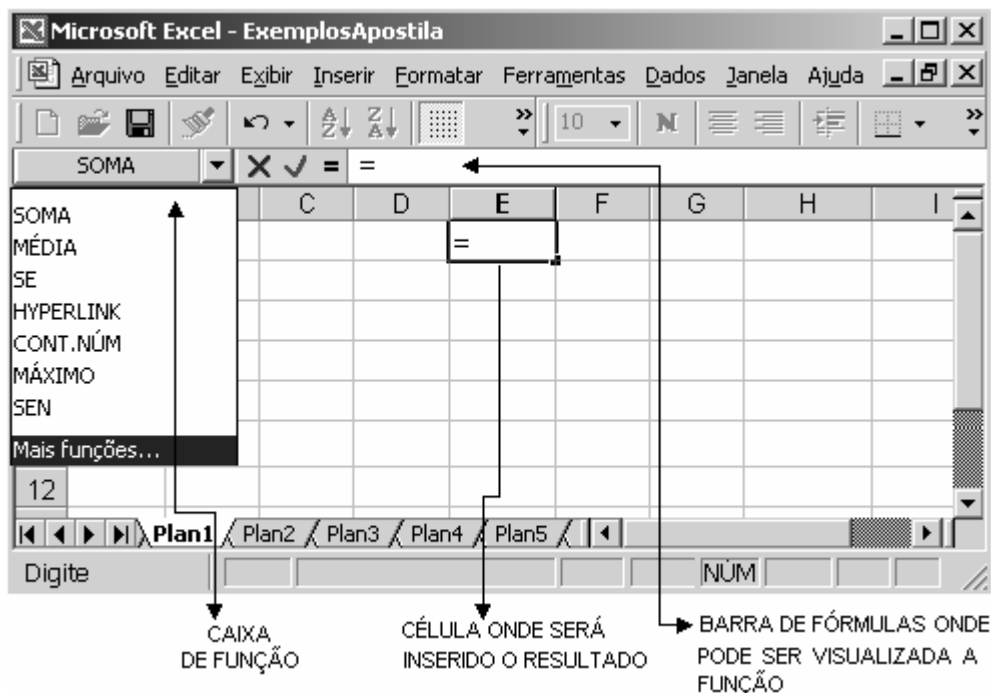 Microsoft Excel - ExemplosApostila
Arquivo Editar Exibir Inserir Formatar Ferramentas Dados Janela Ajuda
A Z Z A 10 N
SOMA = =
C D E F G H I
SOMA
=
MÉDIA
SE
HYPERLINK
CONT.NÚM
MÁXIMO
SEN
Mais funções...
12
Plan1 Plan2 Plan3 Plan4 Plan5
Digite NÚM
CAIXA
DE FUNÇÃO
CÉLULA ONDE SERÁ
INSERIDO O RESULTADO
BARRA DE FÓRMULAS ONDE
PODE SER VISUALIZADA A
FUNÇÃO